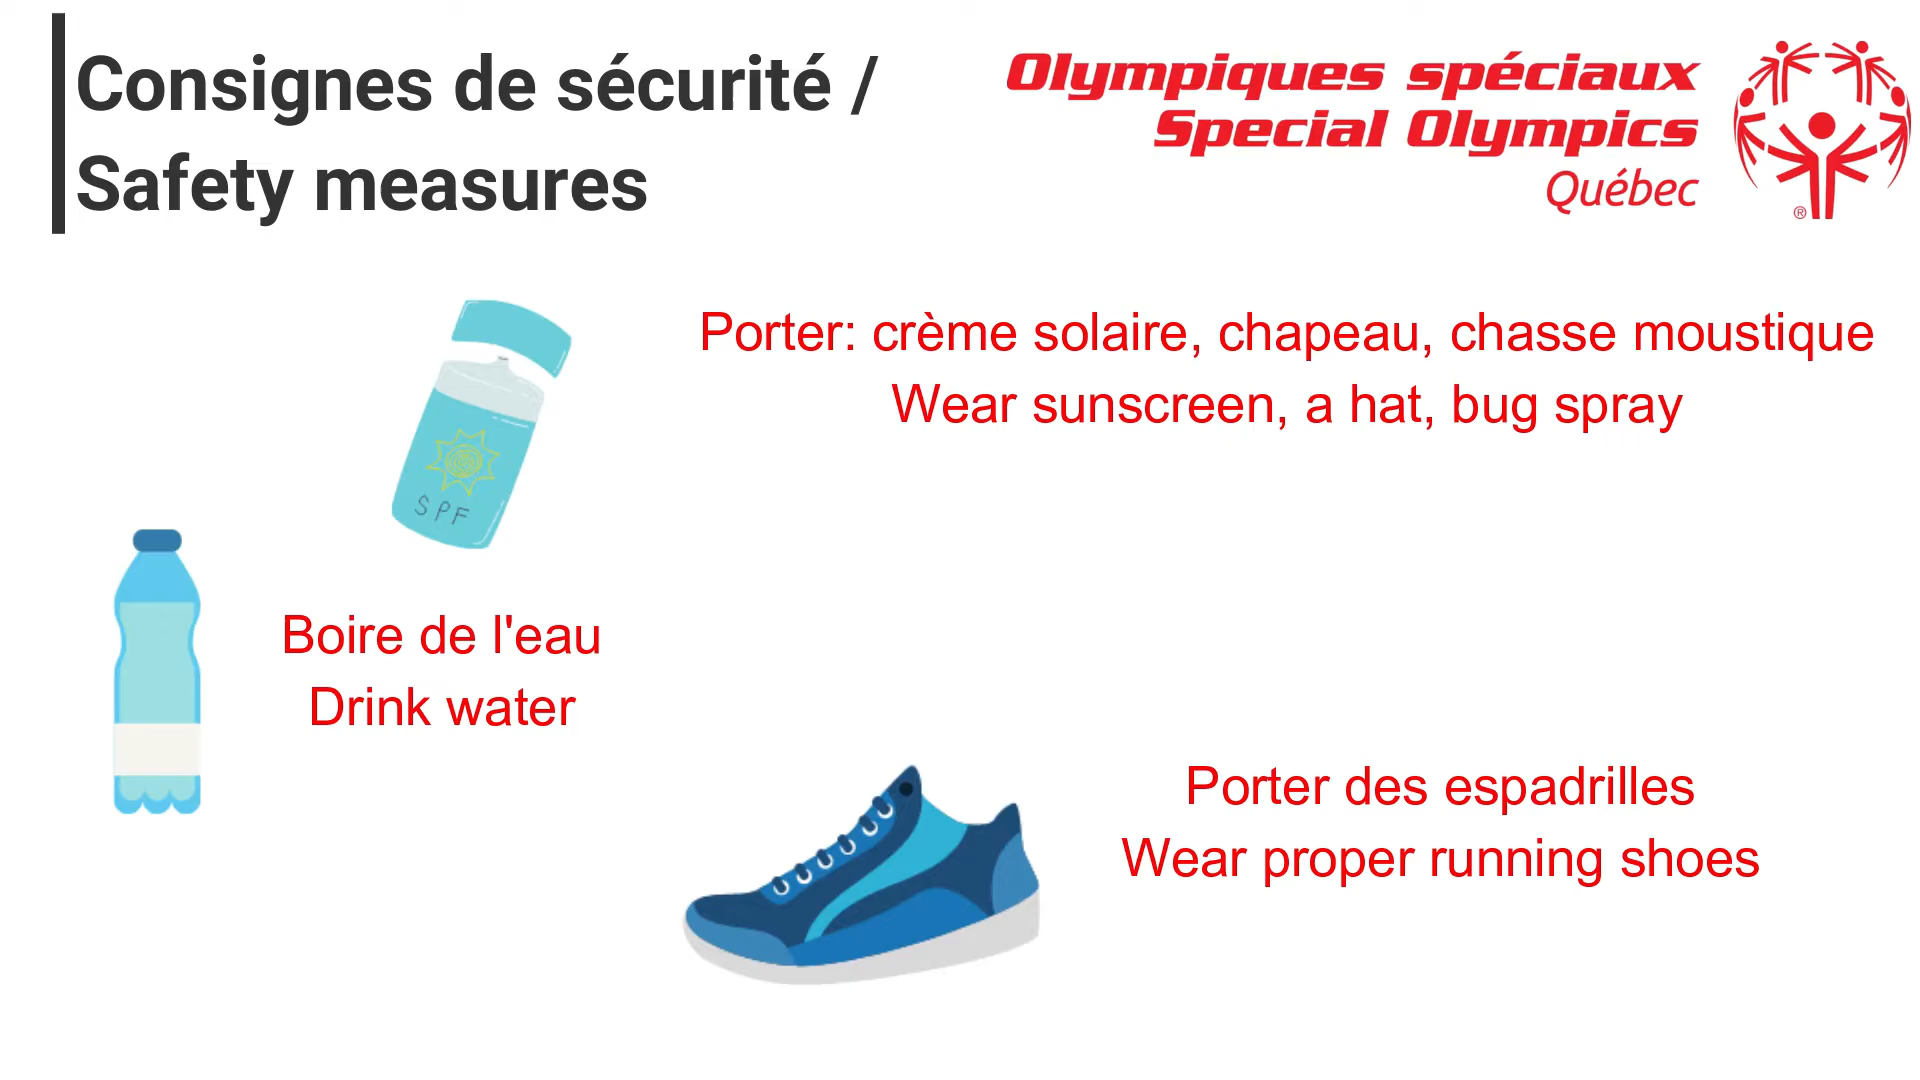 Consignes de sécurité /
Safety measures
Olympiques spéciaux
Special Olympics
Québec
®
Porter: crème solaire, chapeau, chasse moustique
Wear sunscreen, a hat, bug spray
SPF
Boire de l'eau
Drink water
Porter des espadrilles
Wear proper running shoes